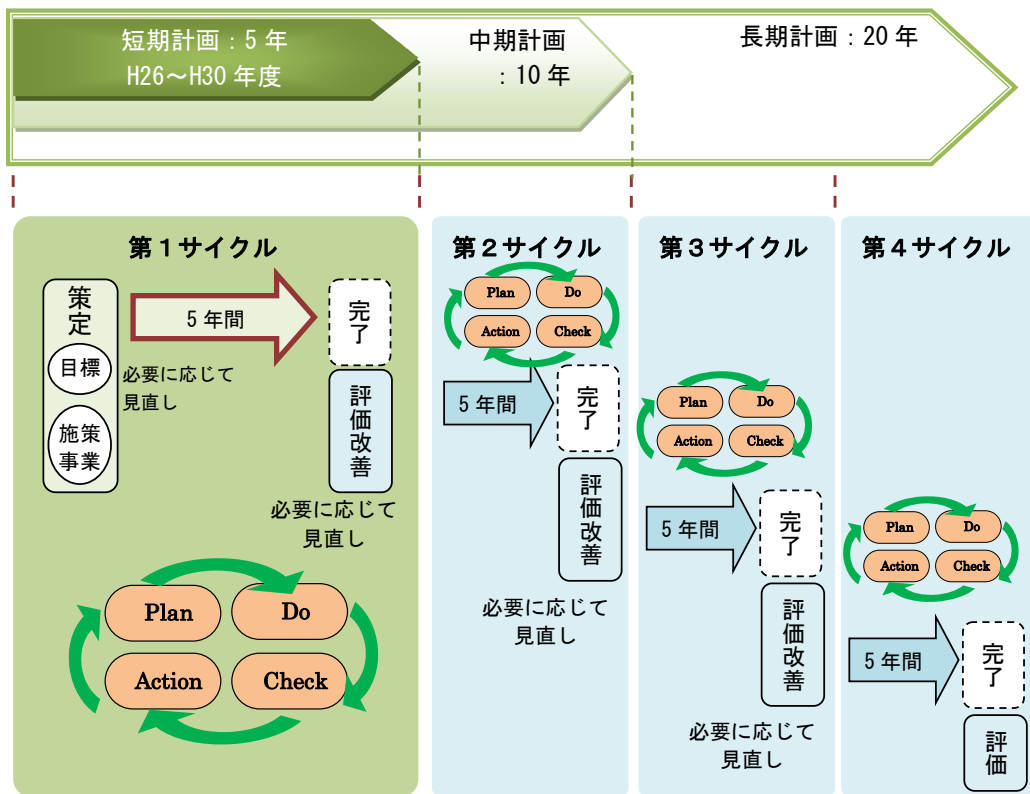 短期計画：5 年
H26～H30 年度
中期計画
：10 年
長期計画：20 年
第１サイクル
策定
目標
施策
事業
5 年間
必要に応じて
見直し
完了
評価改善
必要に応じて
見直し
Plan
Do
Action
Check
第２サイクル
Plan
Do
Action
Check
5 年間
完了
評価改善
必要に応じて
見直し
第３サイクル
Plan
Do
Action
Check
5 年間
完了
評価改善
必要に応じて
見直し
第４サイクル
Plan
Do
Action
Check
5 年間
完了
評価